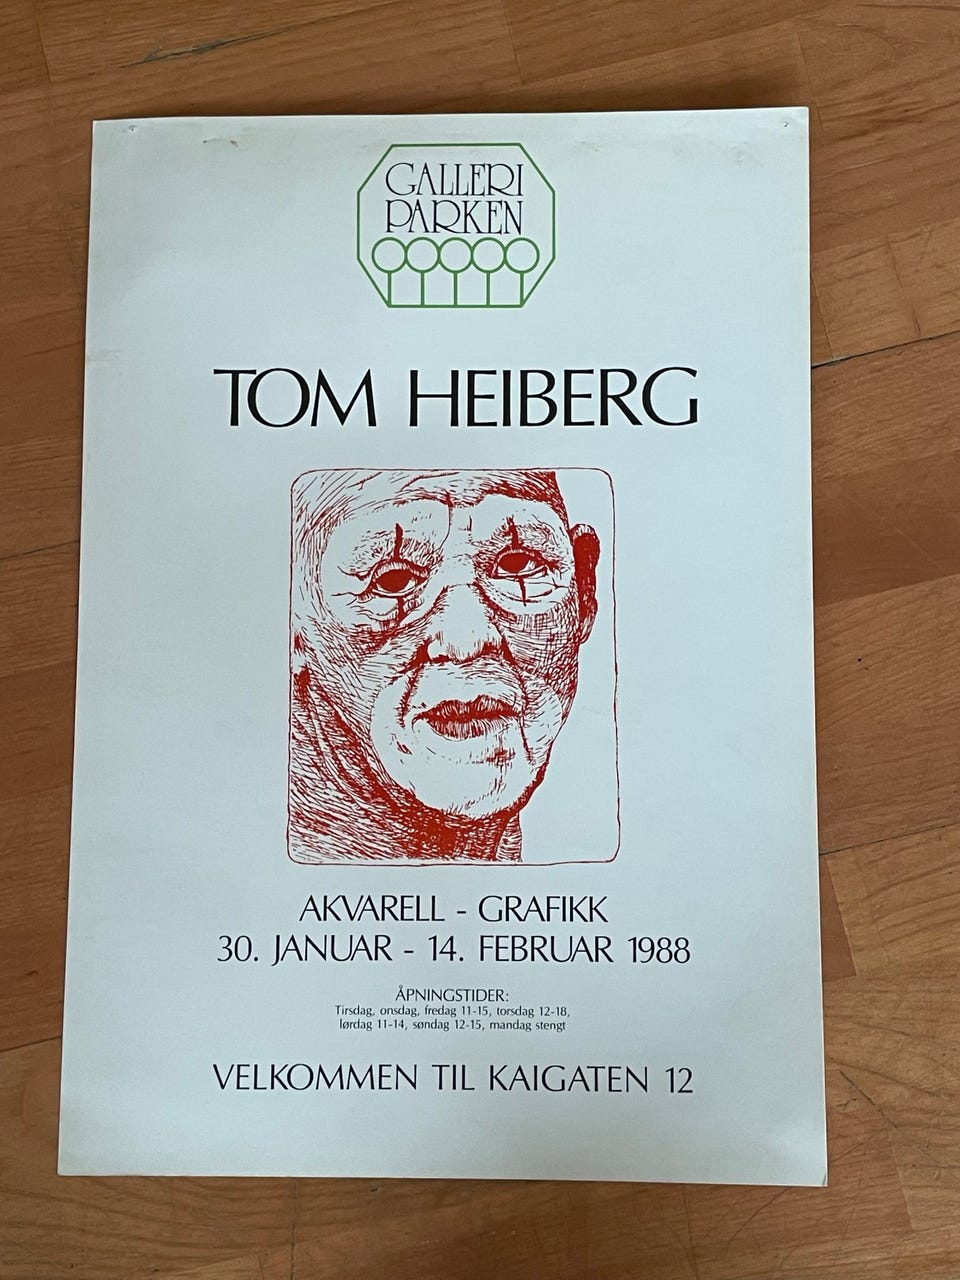 GALLERI
PARKEN
TOM HEIBERG
AKVARELL - GRAFIKK
30. JANUAR - 14. FEBRUAR 1988
ÅPNINGSTIDER:
Tirsdag, onsdag, fredag 11-15, torsdag 12-18,
lørdag 11-14, søndag 12-15, mandag stengt
VELKOMMEN TIL KAIGATEN 12